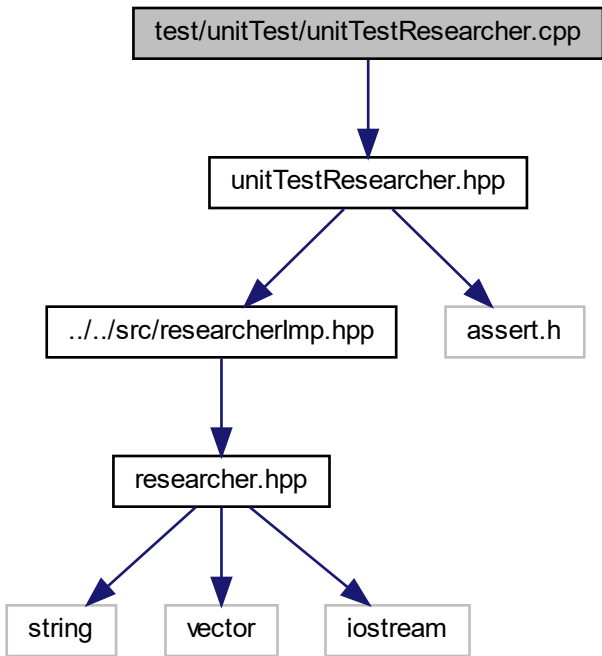 test/unitTest/unitTestResearcher.cpp
unitTestResearcher.hpp
../../src/researcherImp.hpp
assert.h
researcher.hpp
string
vector
iostream